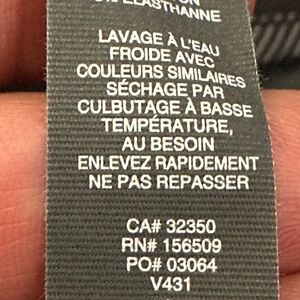 ÉLASTHANNE
LAVAGE À L'EAU
FROIDE AVEC
COULEURS SIMILAIRES
SÉCHAGE PAR
CULBUTAGE À BASSE
TEMPÉRATURE,
AU BESOIN
ENLEVEZ RAPIDEMENT
NE PAS REPASSER
CA# 32350
RN# 156509
PO# 03064
V431